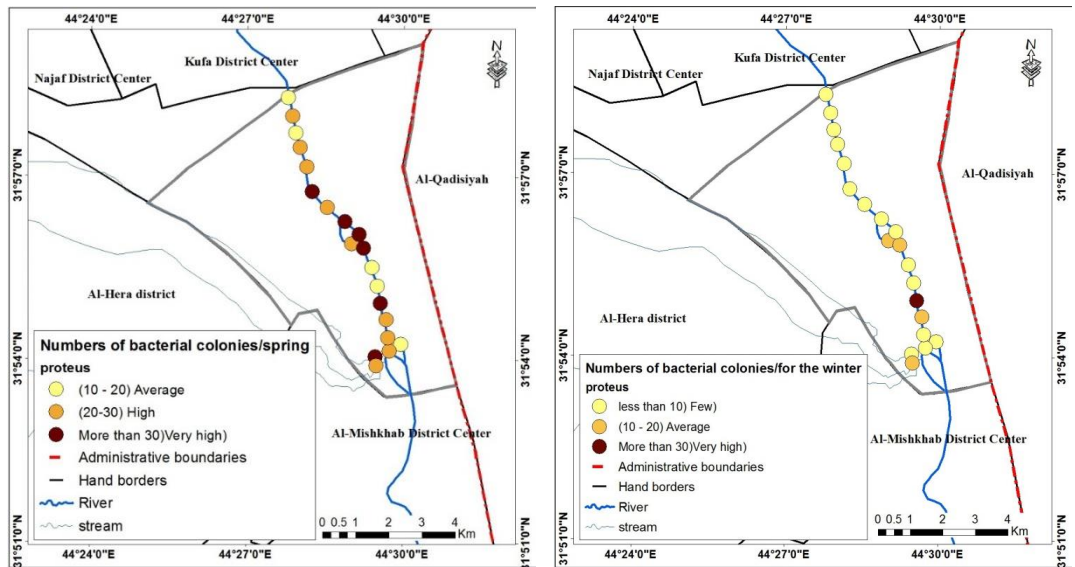 44°24'0"E 44°27'0"E 44°30'0"E
N
Kufa District Center
Najaf District Center
31°57'0"N
31°57'0"N
Al-Qadisiyah
Al-Hera district
31°54'0"N
31°54'0"N
Numbers of bacterial colonies/spring
proteus
(10 - 20) Average
(20-30) High
More than 30)Very high)
Administrative boundaries
Hand borders
River
stream
Al-Mishkhab District Center
0 0.5 1 2 3 4
Km
31°51'0"N
31°51'0"N
44°24'0"E 44°27'0"E 44°30'0"E
44°24'0"E 44°27'0"E 44°30'0"E
N
Kufa District Center
Najaf District Center
31°57'0"N
31°57'0"N
Al-Qadisiyah
Al-Hera district
31°54'0"N
31°54'0"N
Numbers of bacterial colonies/for the winter
proteus
less than 10) Few)
(10 - 20) Average
More than 30)Very high)
Administrative boundaries
Hand borders
River
stream
Al-Mishkhab District Center
0 0.5 1 2 3 4
Km
31°51'0"N
31°51'0"N
44°24'0"E 44°27'0"E 44°30'0"E